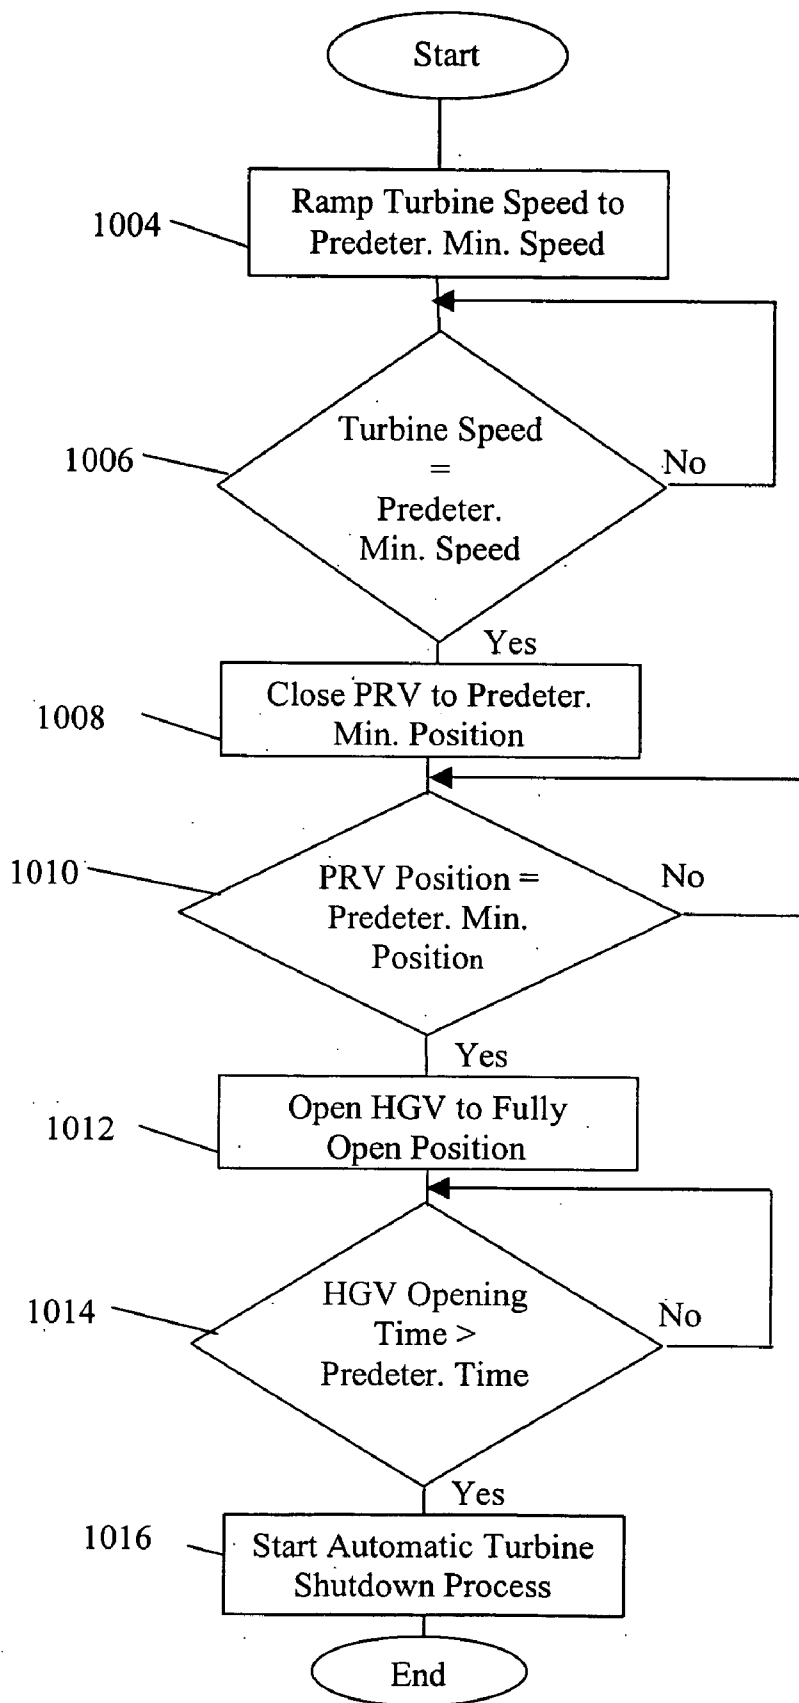 Start
1004
Ramp Turbine Speed to
Predeter. Min. Speed
1006
Turbine Speed
=
Predeter.
Min. Speed
No
Yes
1008
Close PRV to Predeter.
Min. Position
1010
PRV Position =
Predeter. Min.
Position
No
Yes
1012
Open HGV to Fully
Open Position
1014
HGV Opening
Time >
Predeter. Time
No
Yes
1016
Start Automatic Turbine
Shutdown Process
End